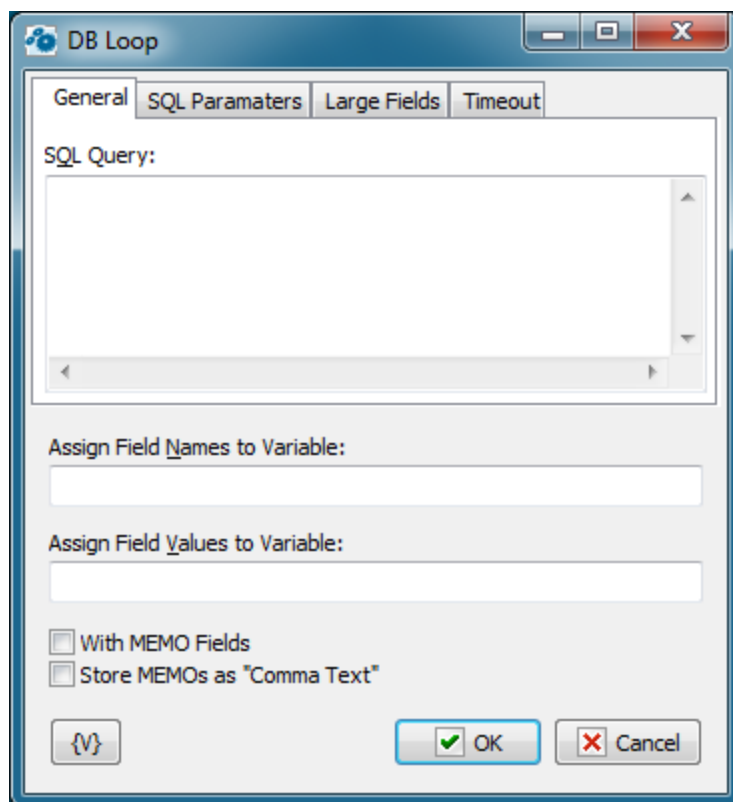 DB Loop
General SQL Paramaters Large Fields Timeout
SQL Query:
Assign Field Names to Variable:
Assign Field Values to Variable:
With MEMO Fields
Store MEMOs as "Comma Text"
{V} OK Cancel